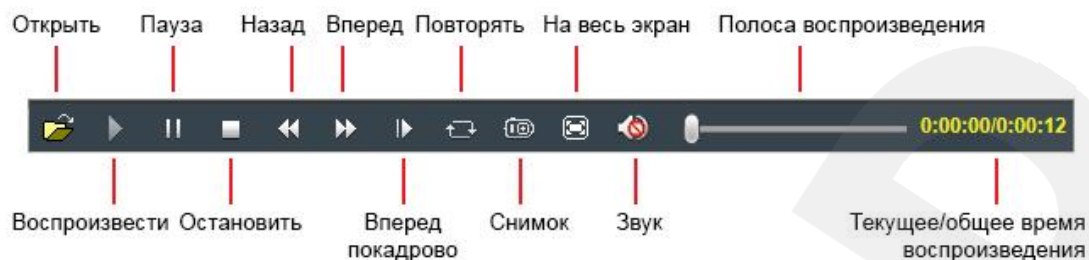 Открыть Пауза Назад Вперед Повторять На весь экран Полоса воспроизведения
0:00:00/0:00:12
Воспроизвести Остановить Вперед покадрово Снимок Звук Текущее/общее время воспроизведения